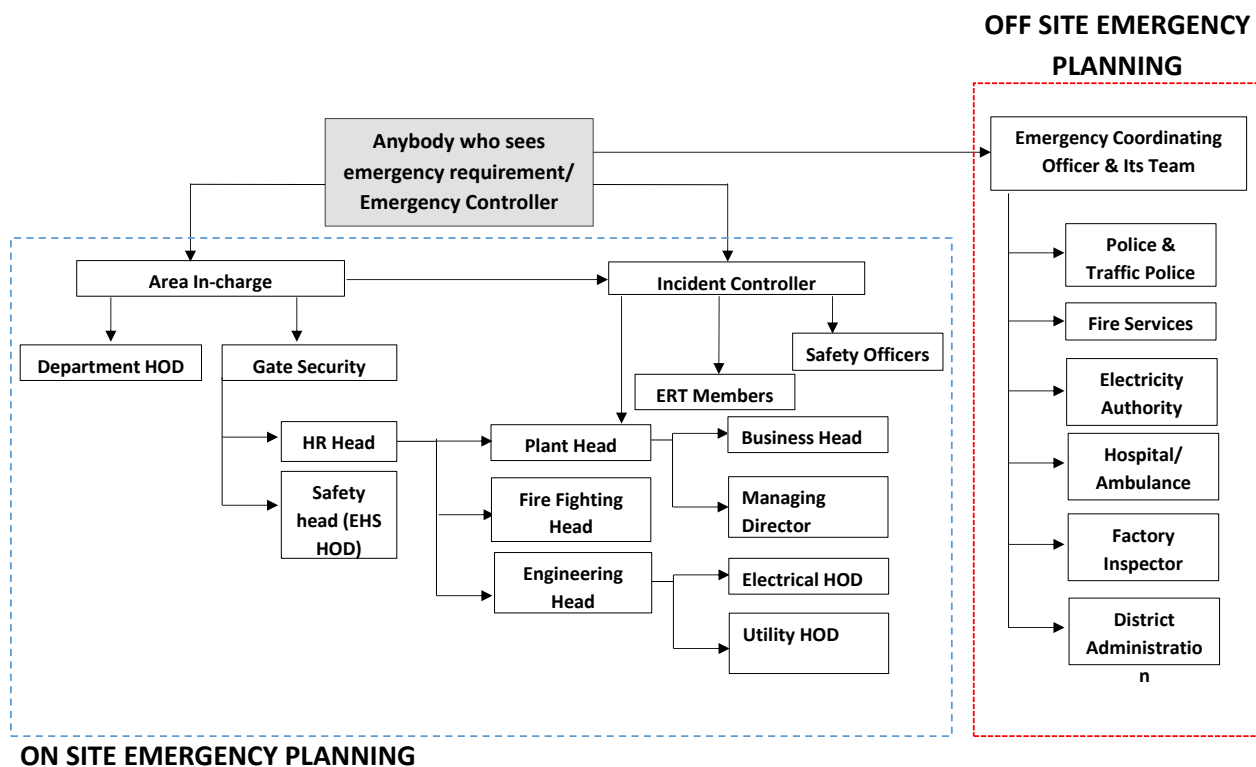 OFF SITE EMERGENCY
PLANNING
Anybody who sees
emergency requirement/
Emergency Controller
Emergency Coordinating
Officer & Its Team
Area In-charge
Incident Controller
Department HOD
Gate Security
Safety Officers
ERT Members
HR Head
Plant Head
Business Head
Safety
head (EHS
HOD)
Fire Fighting
Head
Managing
Director
Engineering
Head
Electrical HOD
Utility HOD
Police &
Traffic Police
Fire Services
Electricity
Authority
Hospital/
Ambulance
Factory
Inspector
District
Administratio
n
ON SITE EMERGENCY PLANNING